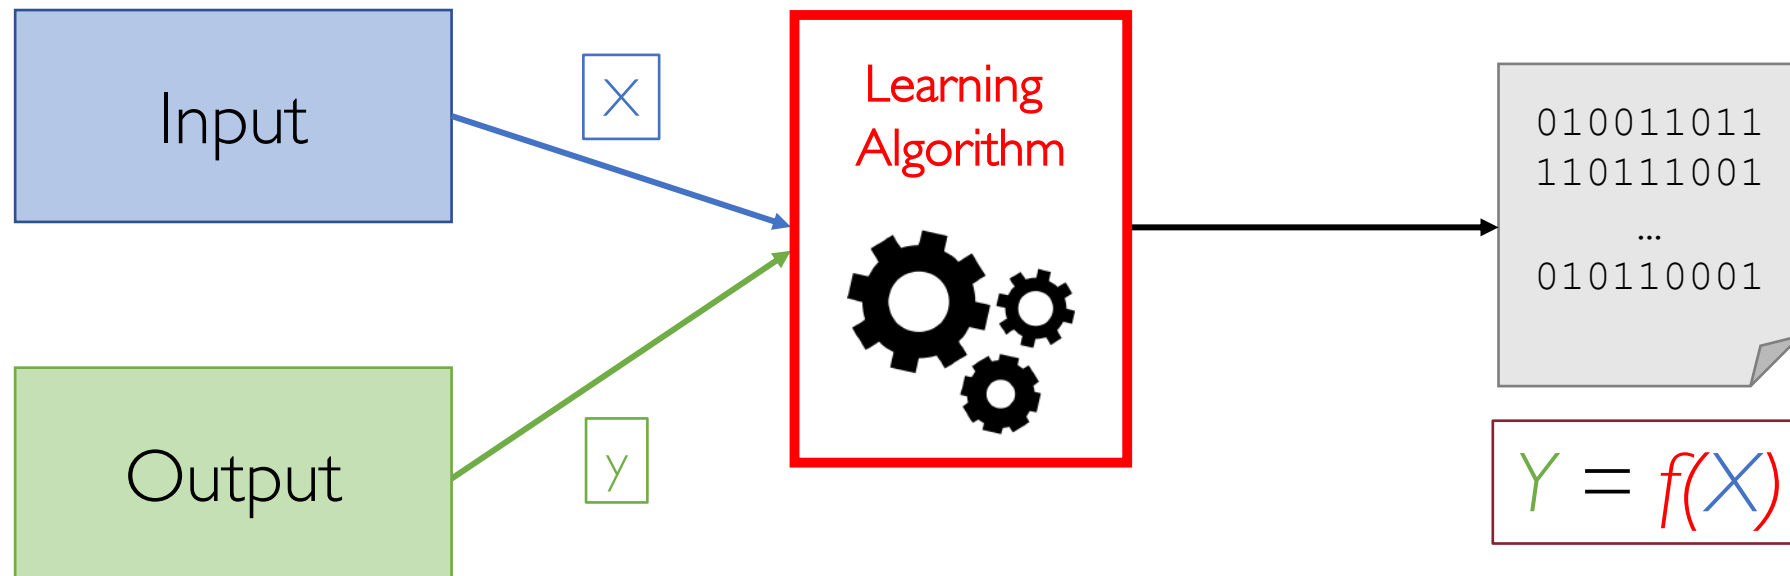 Input
X
Learning
Algorithm
010011011
110111001
...
010110001
Output
y
Y = f(X)